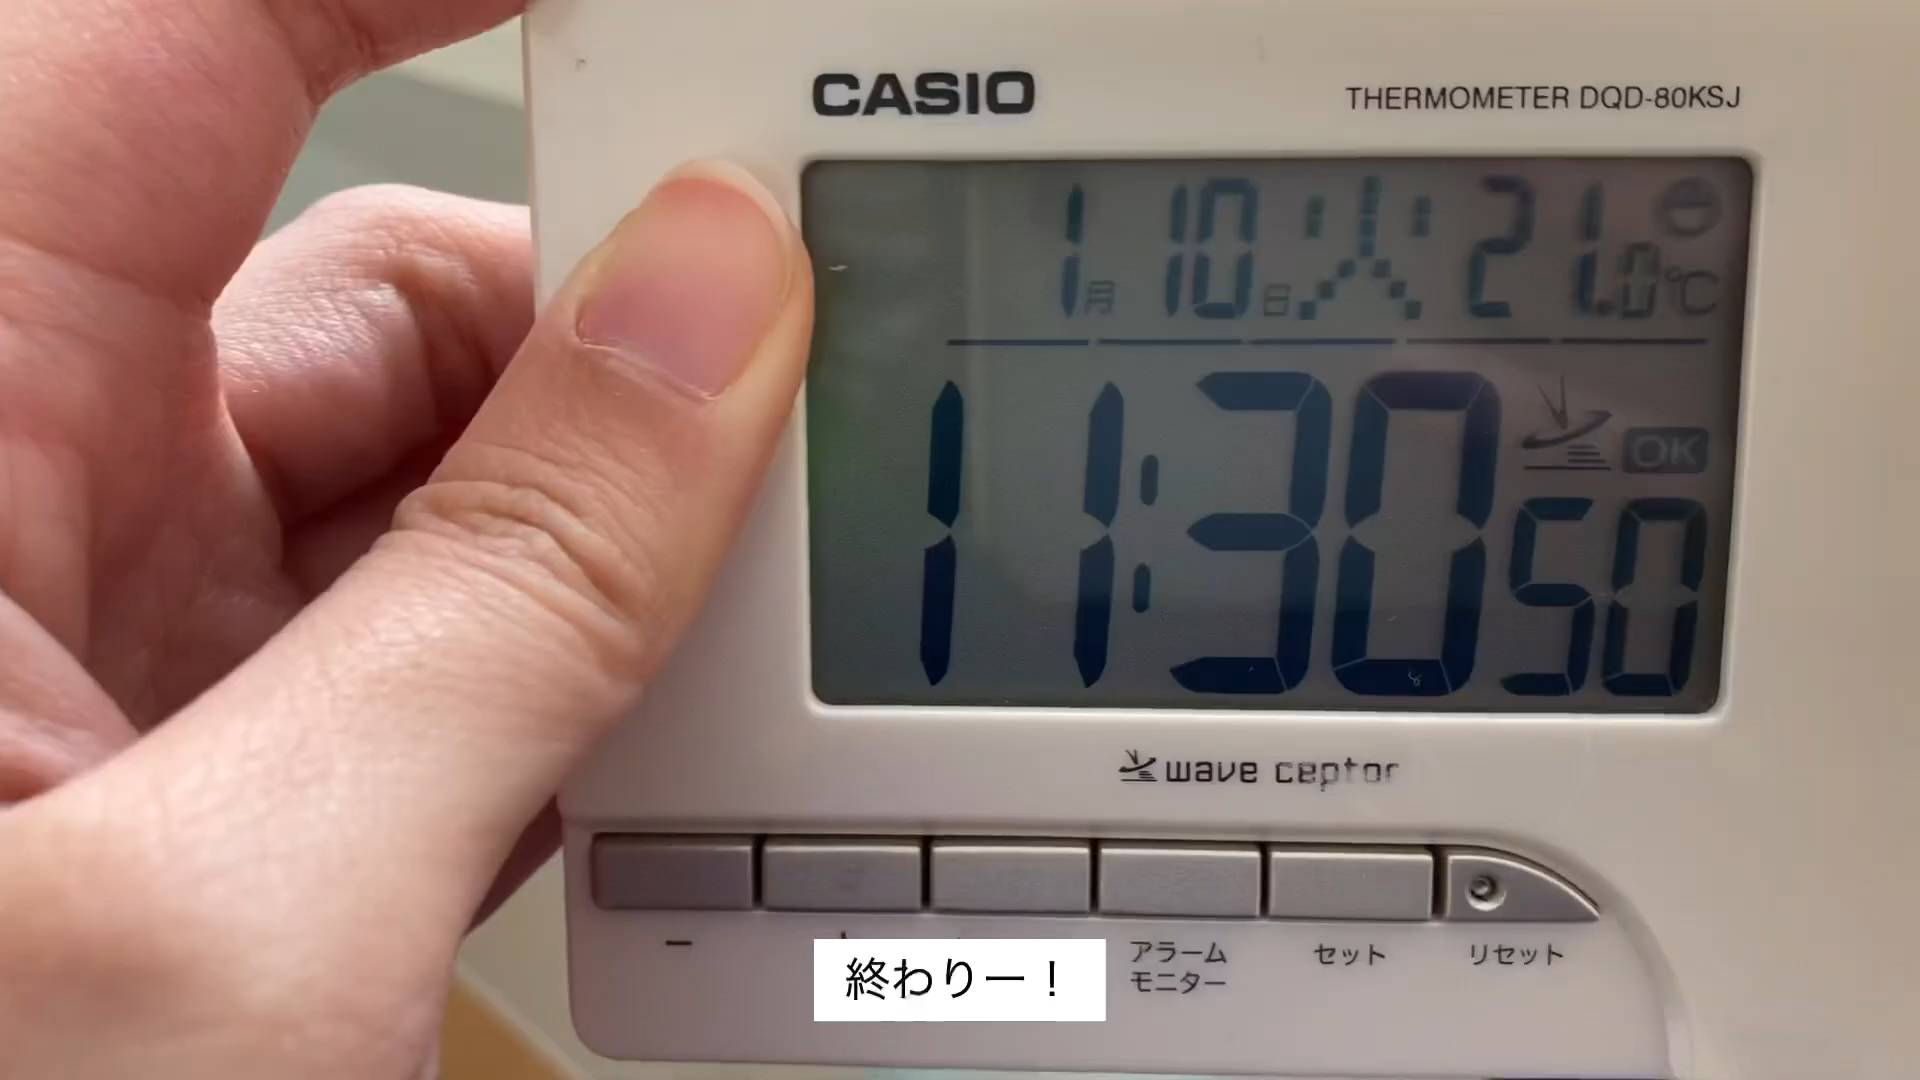 CASIO
THERMOMETER DQD-80KSJ
1月10日 火 21.0℃
11:30 50
OK
wave ceptor
アラーム
モニター
セット
リセット
終わりー！